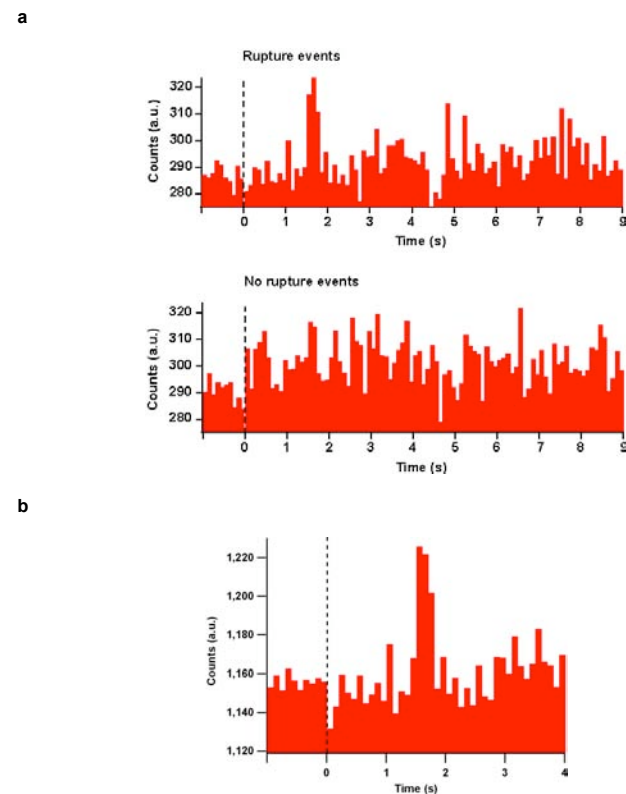 a
Rupture events
320
310
300
290
280
Counts (a.u.)
0 1 2 3 4 5 6 7 8 9
Time (s)
No rupture events
320
310
300
290
280
Counts (a.u.)
0 1 2 3 4 5 6 7 8 9
Time (s)
b
1,220
1,200
1,180
1,160
1,140
1,120
Counts (a.u.)
0 1 2 3 4
Time (s)